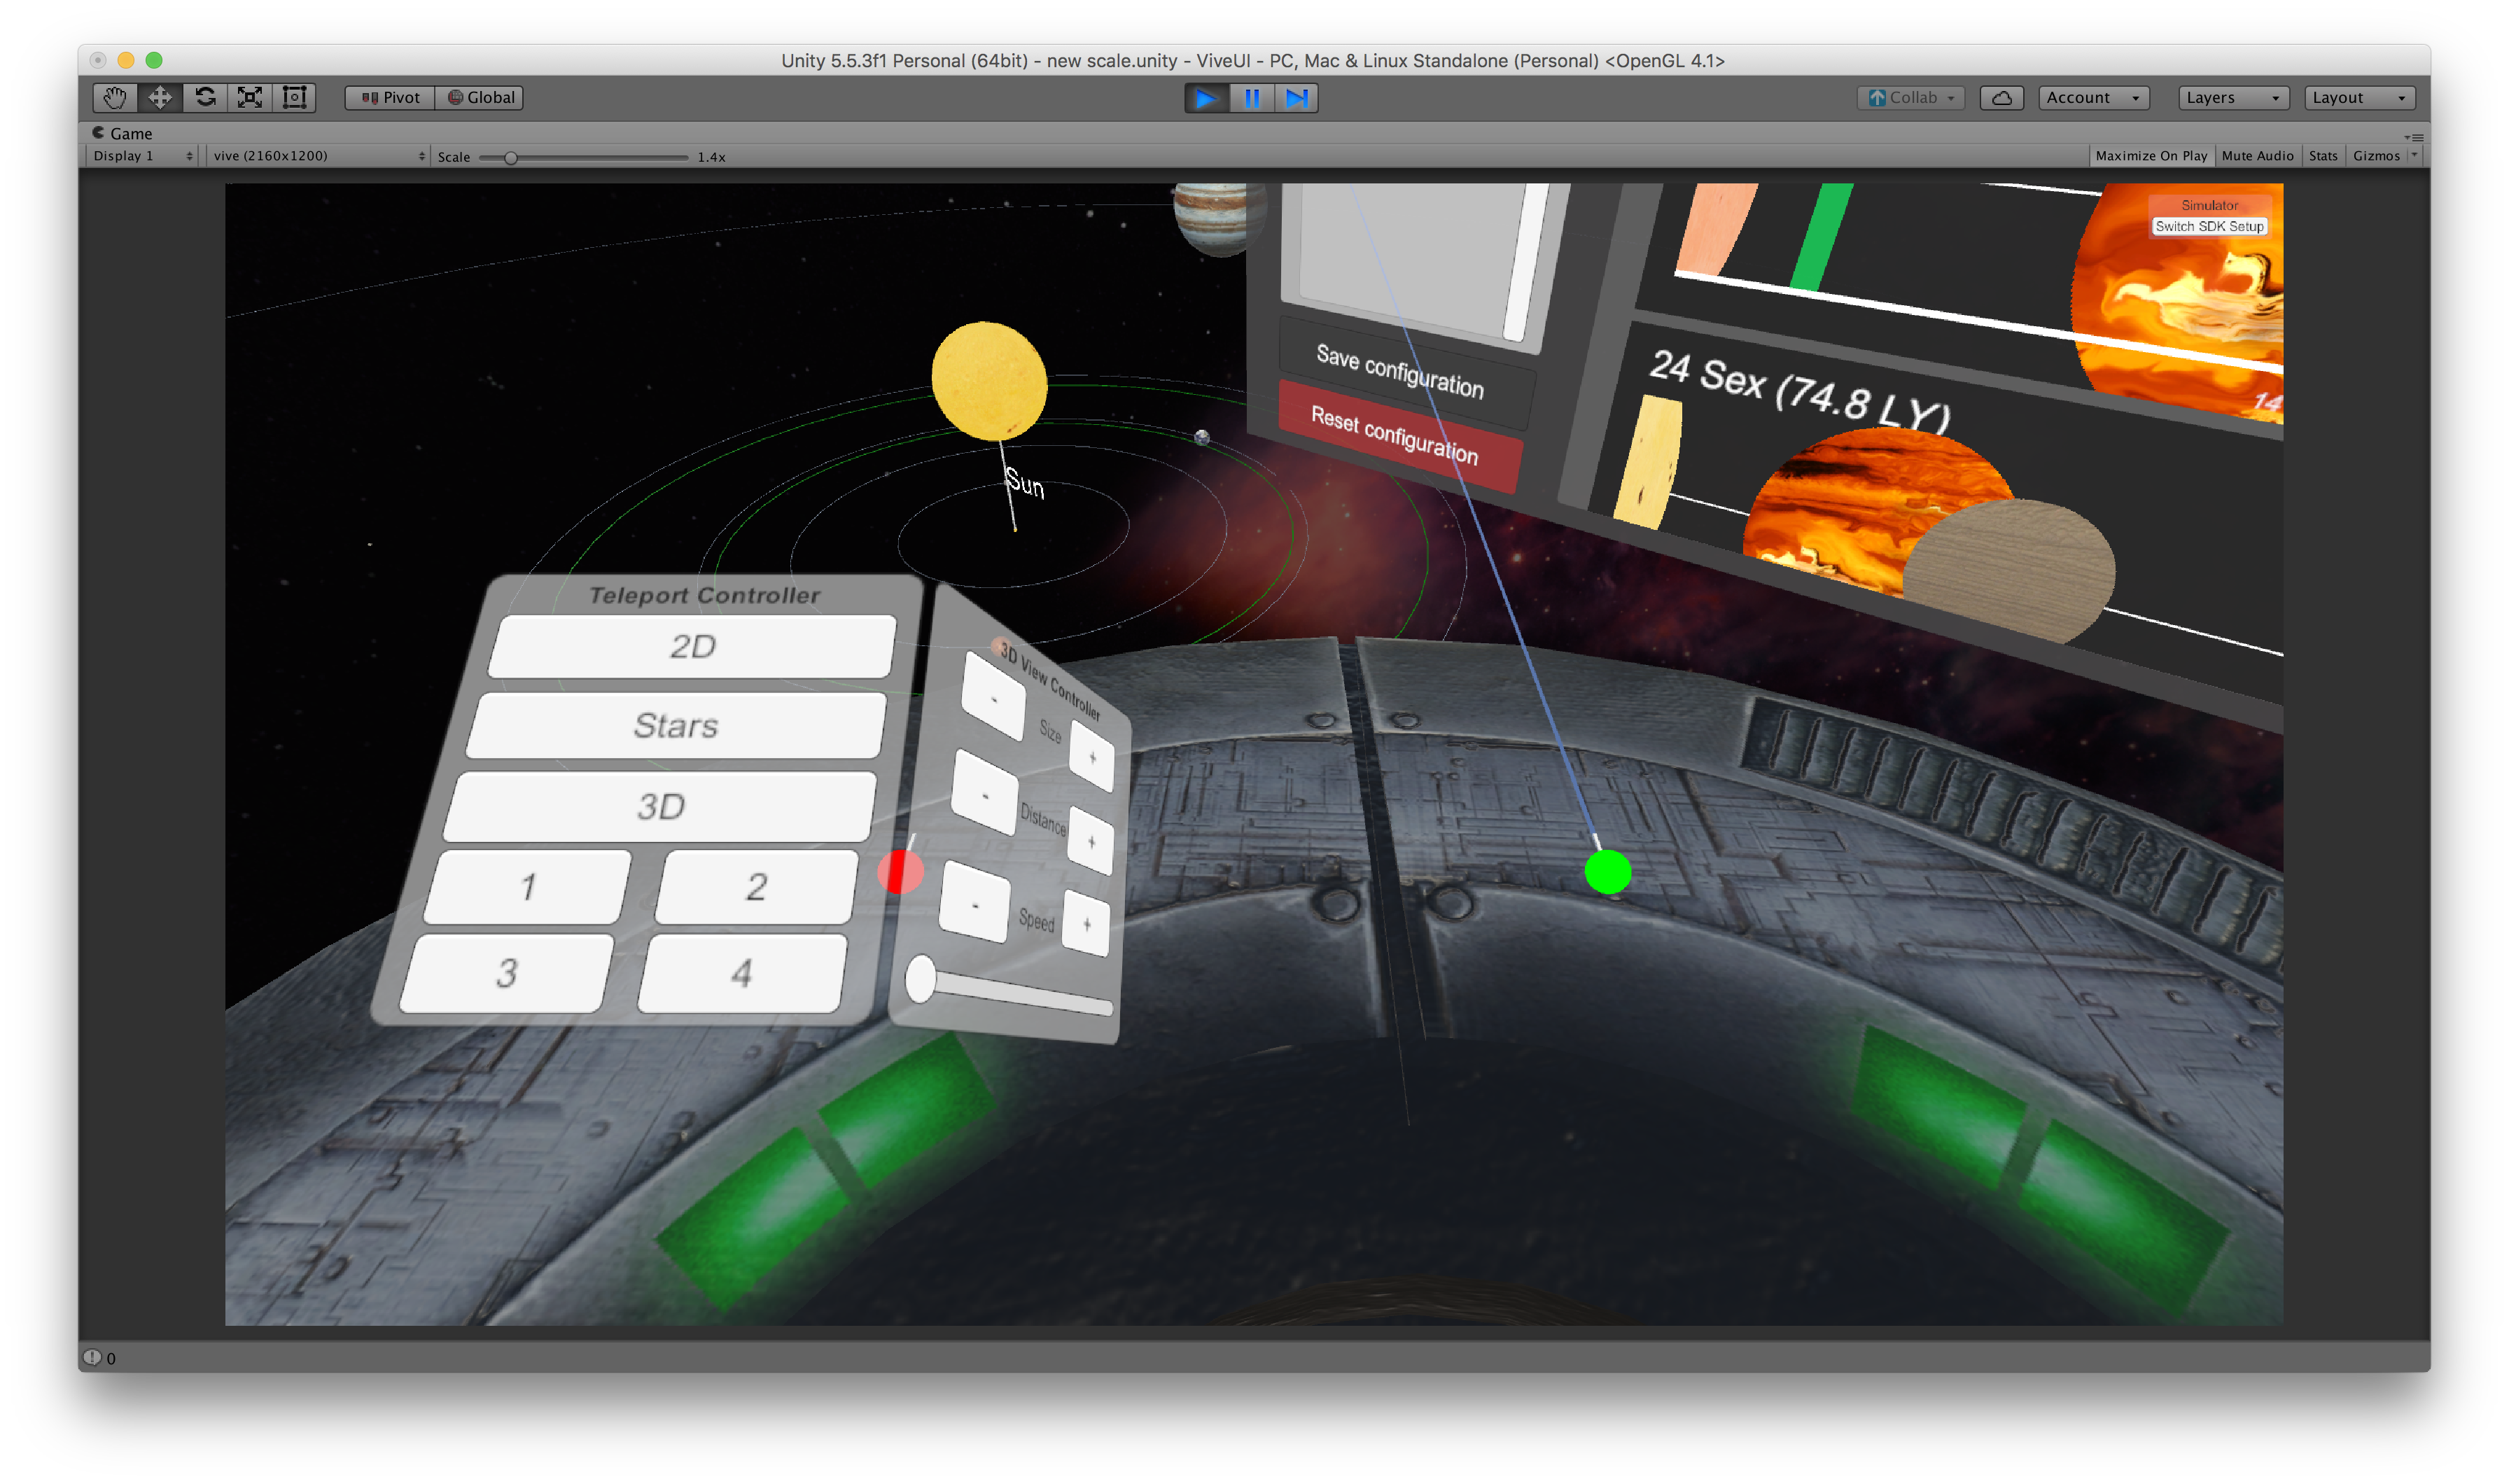 Unity 5.5.3f1 Personal (64bit) - new scale.unity - ViveUI - PC, Mac & Linux Standalone (Personal) <OpenGL 4.1>
Pivot Global Collab Account Layers Layout
Game
Display 1 vive (2160x1200) Scale 1.4x Maximize On Play Mute Audio Stats Gizmos
Simulator
Switch SDK Setup
Save configuration
Reset configuration
24 Sex (74.8 LY)
14
Sun
Teleport Controller
2D
Stars
3D
1 2
3 4
3D View Controller
- Size +
- Distance +
- Speed +
0